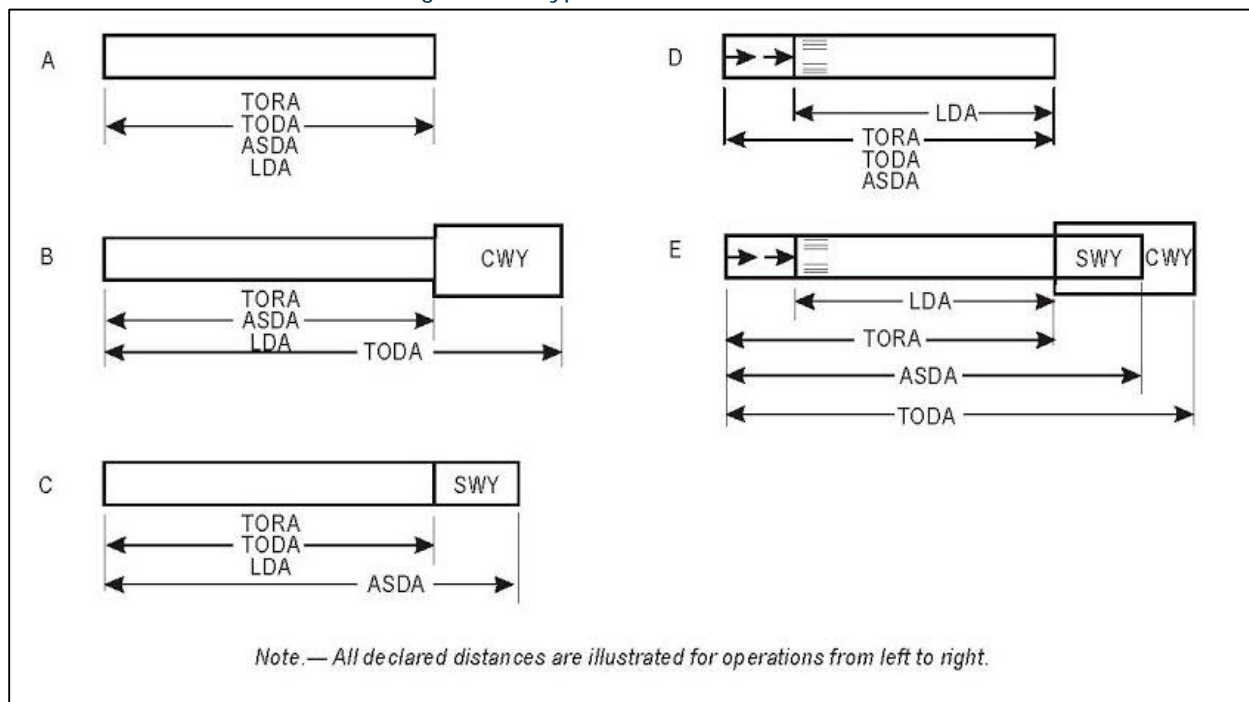 A
TORA
TODA
ASDA
LDA
B
CWY
TORA
ASDA
LDA
TODA
C
SWY
TORA
TODA
LDA
ASDA
D
LDA
TORA
TODA
ASDA
E
SWY
CWY
LDA
TORA
ASDA
TODA
Note.— All declared distances are illustrated for operations from left to right.